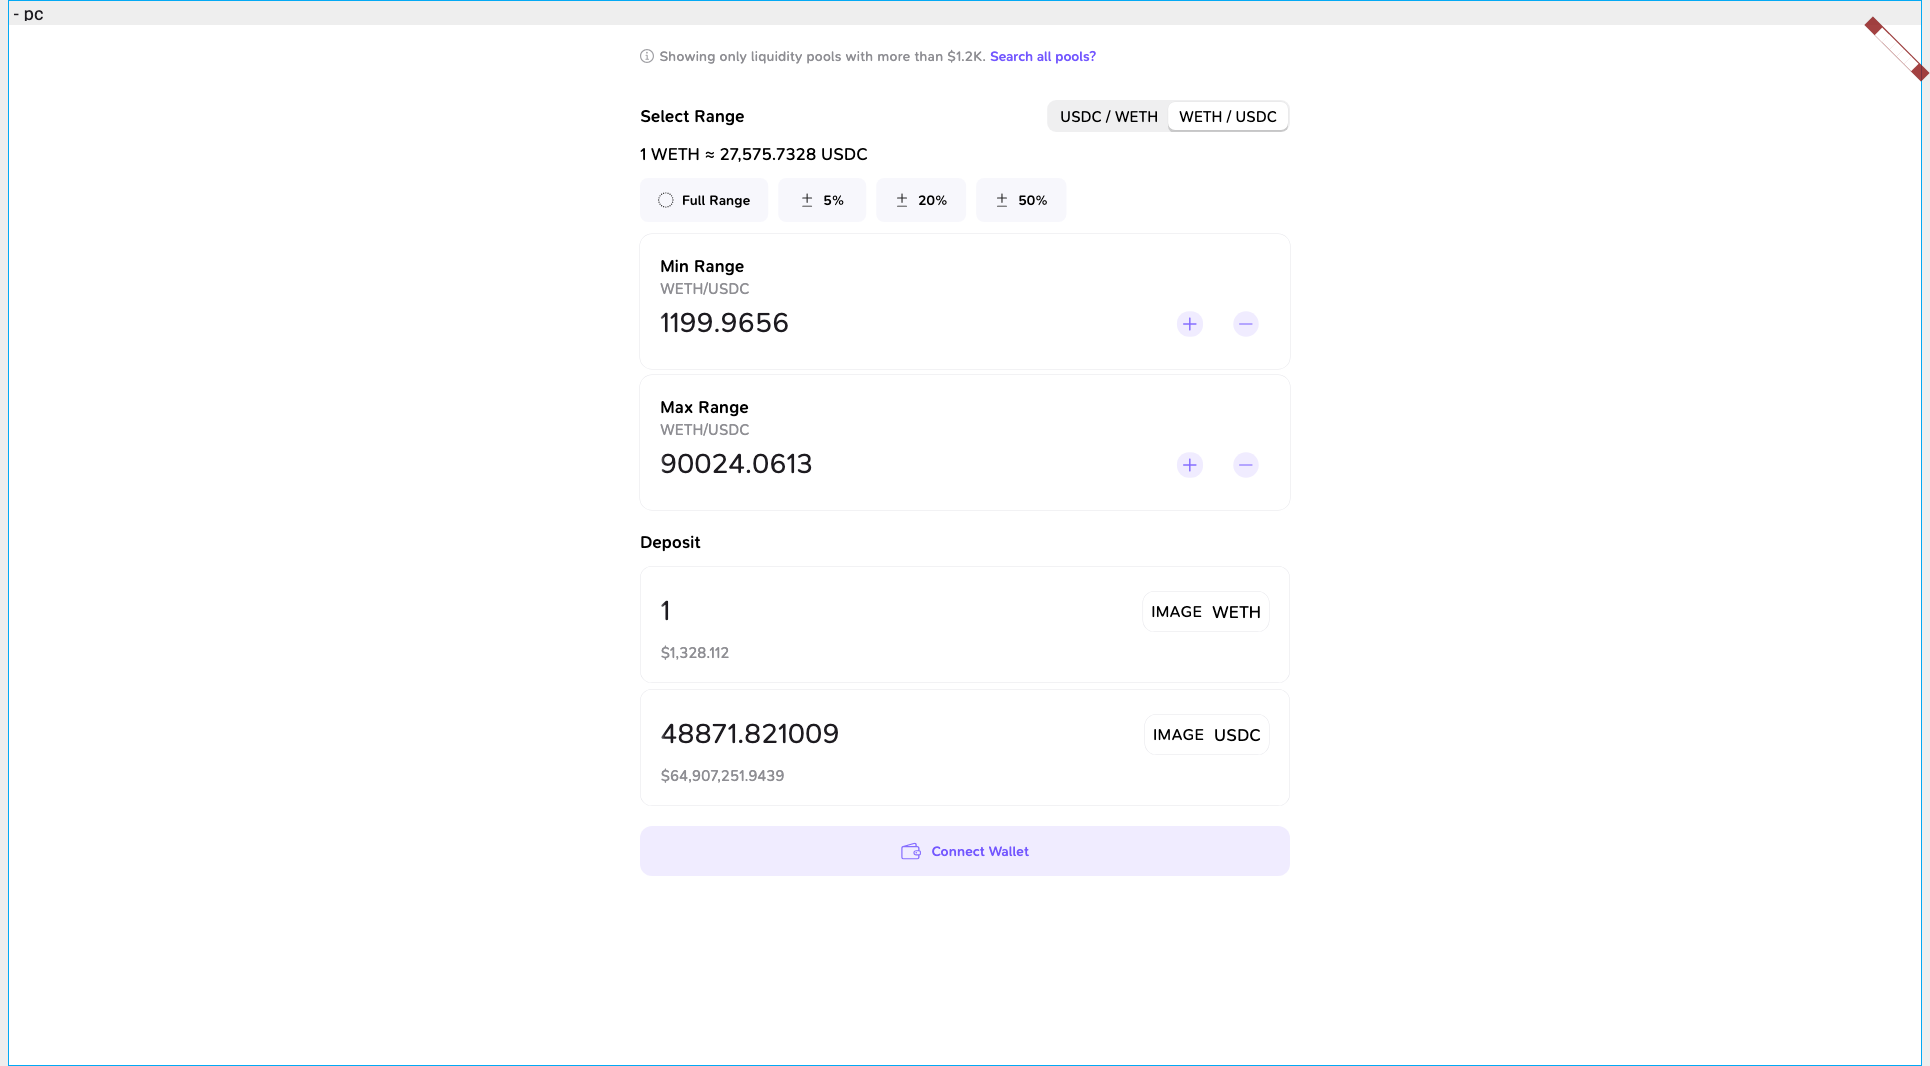 - pc
Showing only liquidity pools with more than $1.2K. Search all pools?
Select Range
USDC / WETH WETH / USDC
1 WETH ≈ 27,575.7328 USDC
Full Range ± 5% ± 20% ± 50%
Min Range
WETH/USDC
1199.9656
Max Range
WETH/USDC
90024.0613
Deposit
1
IMAGE WETH
$1,328.112
48871.821009
IMAGE USDC
$64,907,251.9439
Connect Wallet